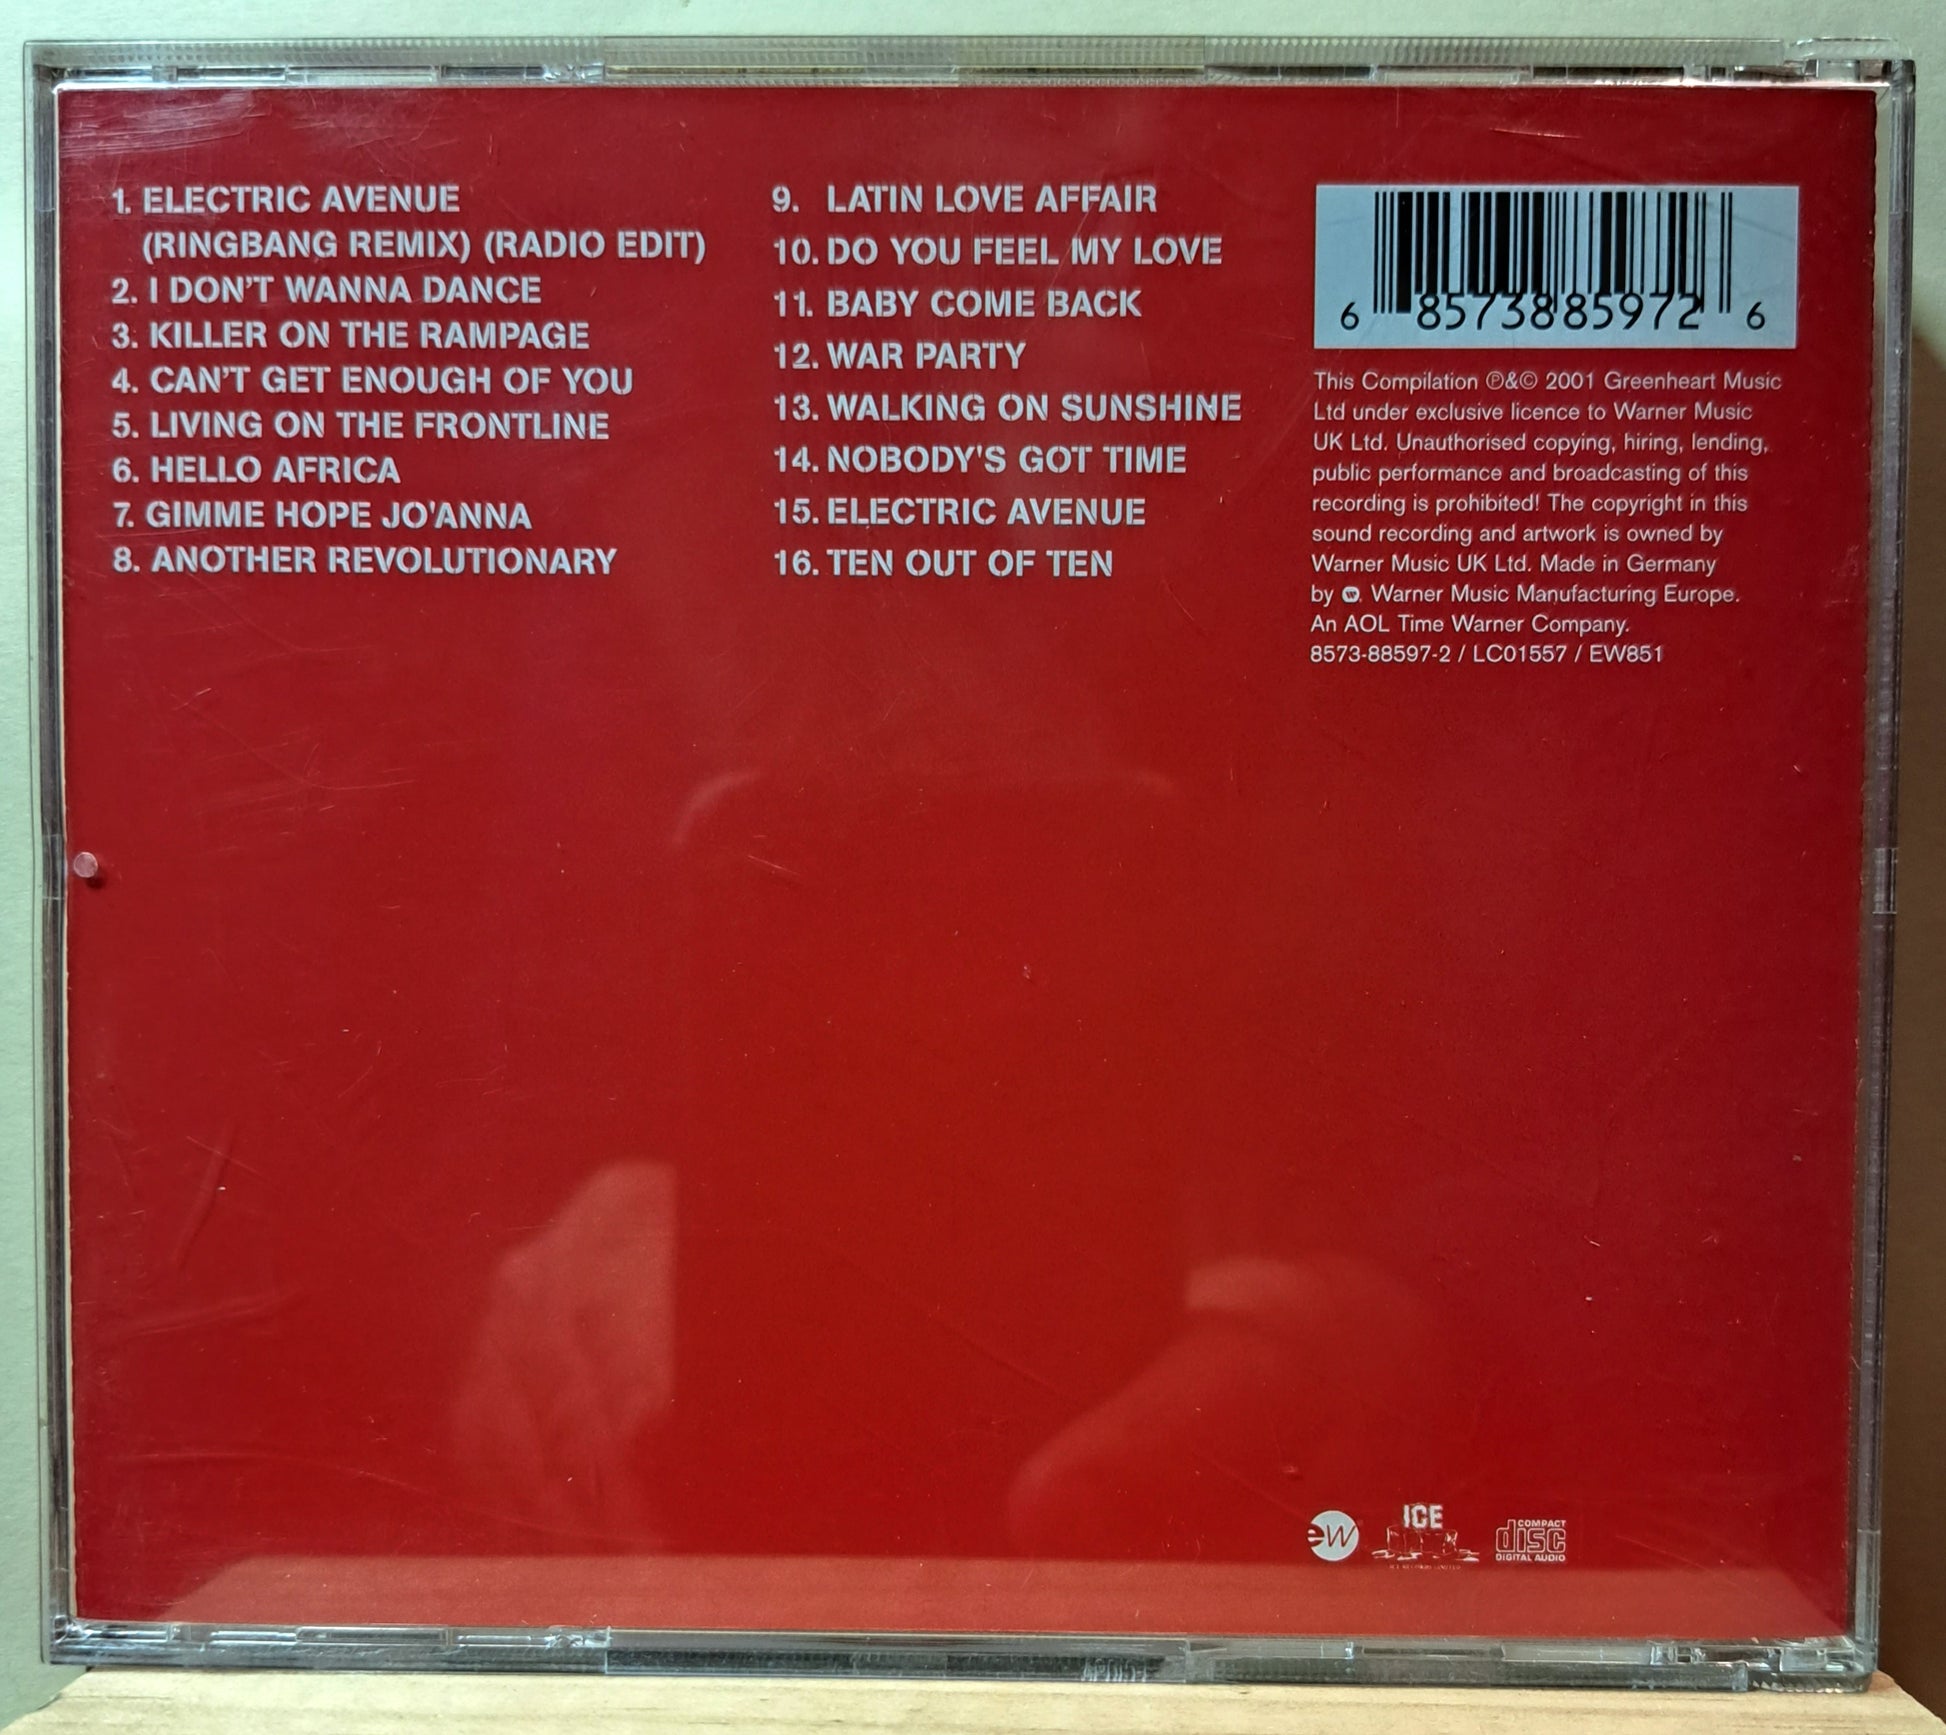 1. ELECTRIC AVENUE
(RINGBANG REMIX) (RADIO EDIT)
2. I DON'T WANNA DANCE
3. KILLER ON THE RAMPAGE
4. CAN'T GET ENOUGH OF YOU
5. LIVING ON THE FRONTLINE
6. HELLO AFRICA
7. GIMME HOPE JO'ANNA
8. ANOTHER REVOLUTIONARY
9. LATIN LOVE AFFAIR
10. DO YOU FEEL MY LOVE
11. BABY COME BACK
12. WAR PARTY
13. WALKING ON SUNSHINE
14. NOBODY'S GOT TIME
15. ELECTRIC AVENUE
16. TEN OUT OF TEN
6 85738 85972 6
This Compilation ℗&© 2001 Greenheart Music
Ltd under exclusive licence to Warner Music
UK Ltd. Unauthorised copying, hiring, lending,
public performance and broadcasting of this
recording is prohibited! The copyright in this
sound recording and artwork is owned by
Warner Music UK Ltd. Made in Germany
by W. Warner Music Manufacturing Europe.
An AOL Time Warner Company.
8573-88597-2 / LC01557 / EW851
ew
ICE
COMPACT
disc
DIGITAL AUDIO